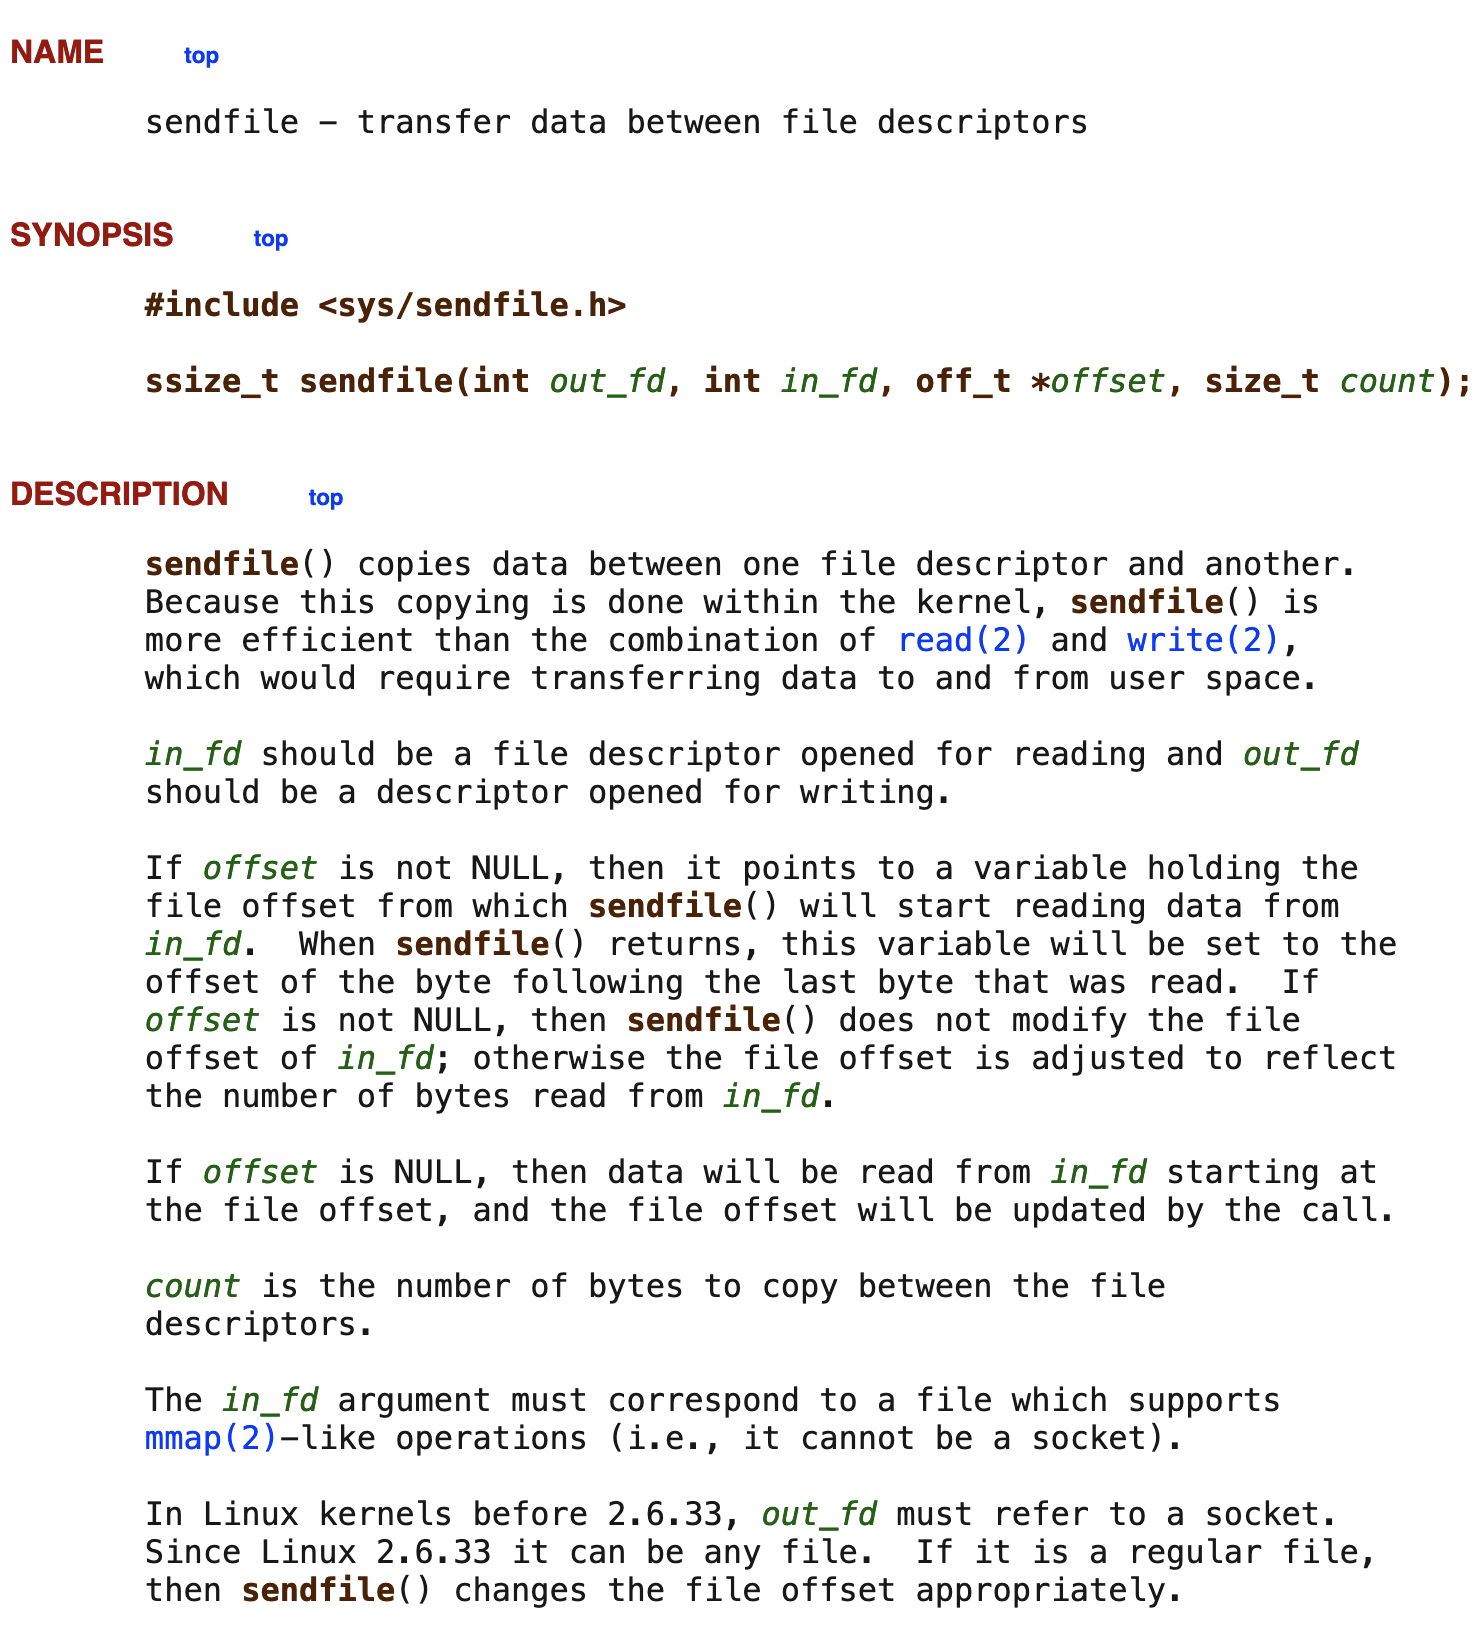 NAME top
sendfile - transfer data between file descriptors
SYNOPSIS top
#include <sys/sendfile.h>
ssize_t sendfile(int out_fd, int in_fd, off_t *offset, size_t count);
DESCRIPTION top
sendfile() copies data between one file descriptor and another.
Because this copying is done within the kernel, sendfile() is
more efficient than the combination of read(2) and write(2),
which would require transferring data to and from user space.
in_fd should be a file descriptor opened for reading and out_fd
should be a descriptor opened for writing.
If offset is not NULL, then it points to a variable holding the
file offset from which sendfile() will start reading data from
in_fd.  When sendfile() returns, this variable will be set to the
offset of the byte following the last byte that was read.  If
offset is not NULL, then sendfile() does not modify the file
offset of in_fd; otherwise the file offset is adjusted to reflect
the number of bytes read from in_fd.
If offset is NULL, then data will be read from in_fd starting at
the file offset, and the file offset will be updated by the call.
count is the number of bytes to copy between the file
descriptors.
The in_fd argument must correspond to a file which supports
mmap(2)-like operations (i.e., it cannot be a socket).
In Linux kernels before 2.6.33, out_fd must refer to a socket.
Since Linux 2.6.33 it can be any file.  If it is a regular file,
then sendfile() changes the file offset appropriately.